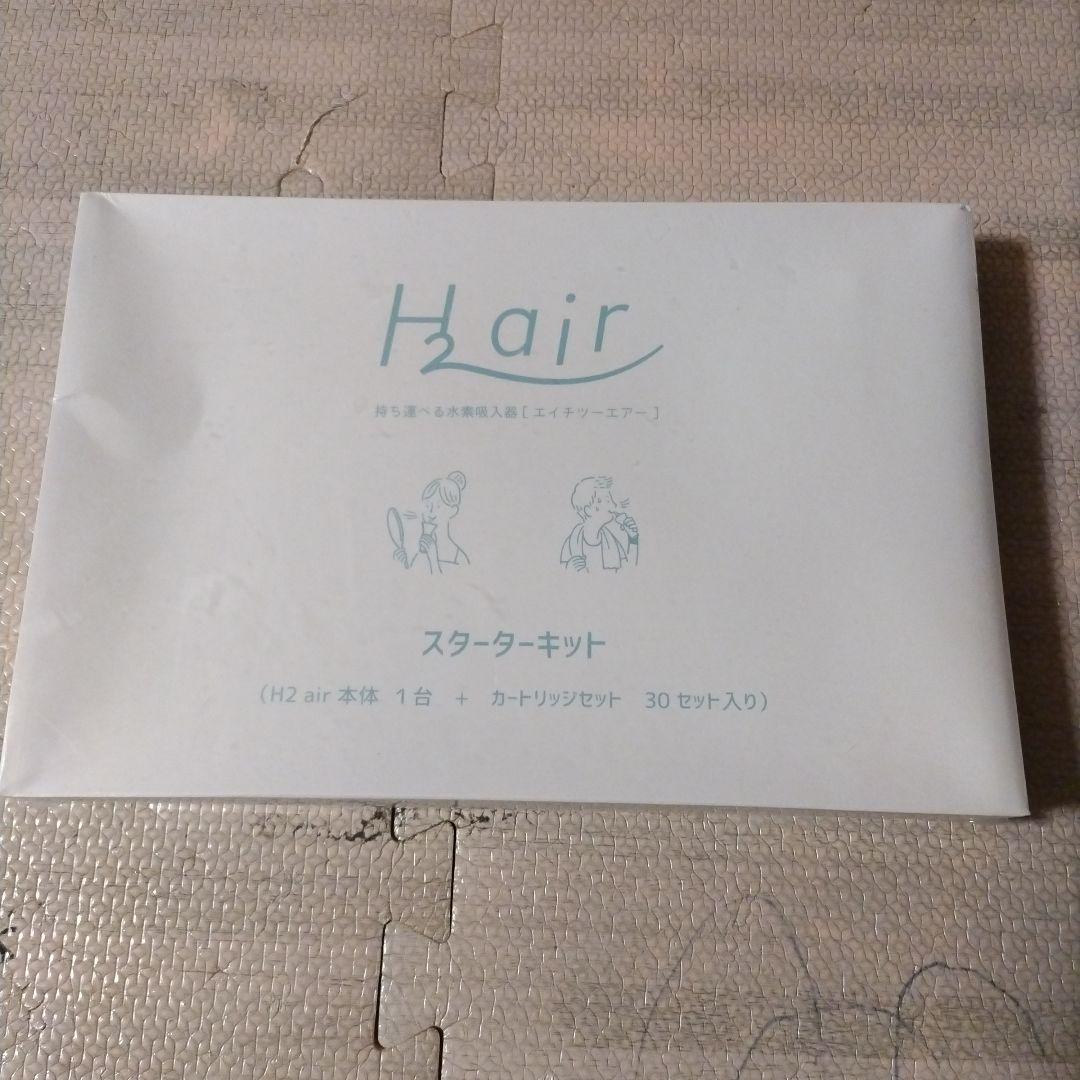 H2 air
持ち運べる水素吸入器[エイチツーエアー]
スターターキット
(H2 air 本体 1台 + カートリッジセット 30セット入り)